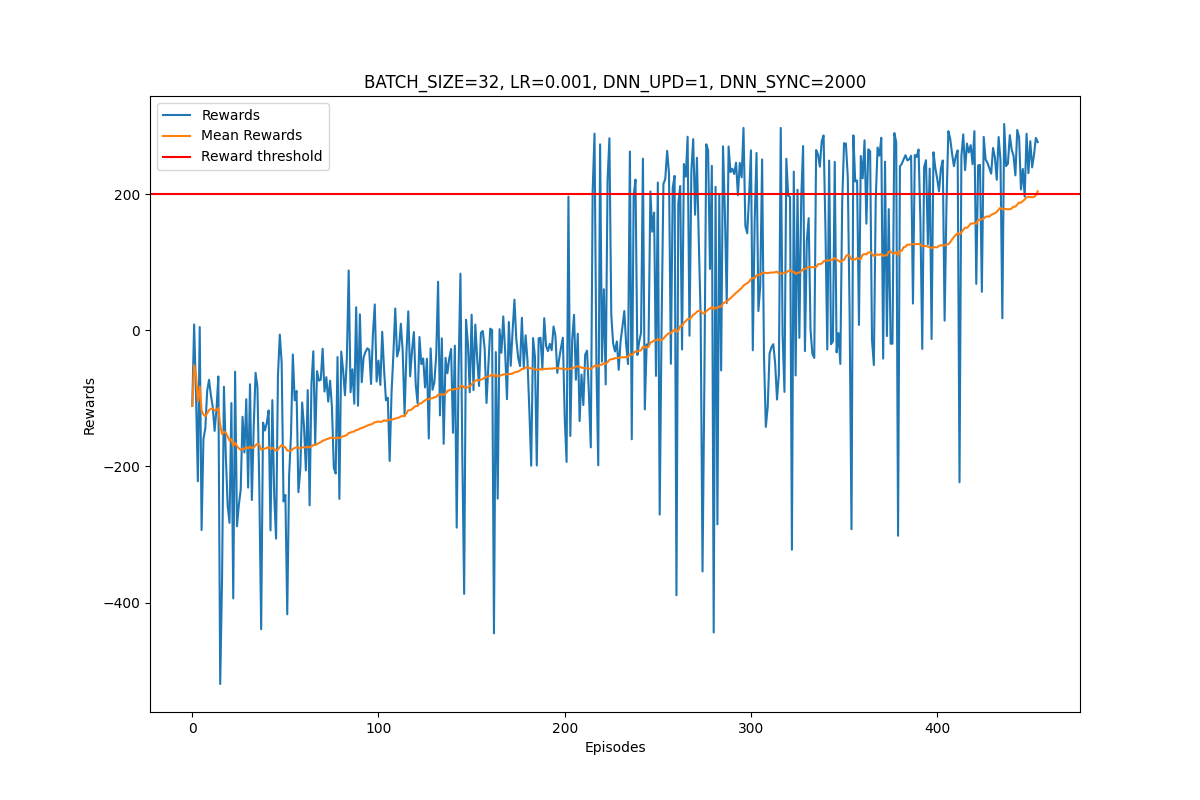 BATCH_SIZE=32, LR=0.001, DNN_UPD=1, DNN_SYNC=2000
Rewards
Mean Rewards
Reward threshold
200
0
−200
−400
Rewards
0 100 200 300 400
Episodes